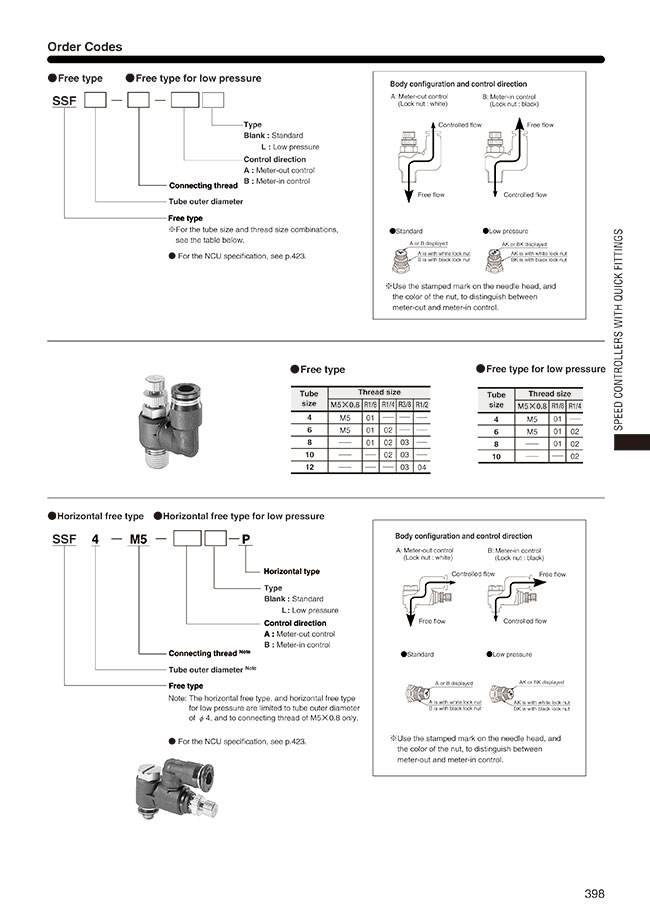 Order Codes
●Free type ●Free type for low pressure
SSF □ － □ － □ □
Type
Blank : Standard
L : Low pressure
Control direction
A : Meter-out control
B : Meter-in control
Connecting thread
Tube outer diameter
Free type
※For the tube size and thread size combinations,
see the table below.
● For the NCU specification, see p.423.
Body configuration and control direction
A: Meter-out control
(Lock nut : white)
B: Meter-in control
(Lock nut : black)
Controlled flow
Free flow
Free flow
Controlled flow
●Standard
●Low pressure
A or B displayed
A is with white lock nut
B is with black lock nut
AK or BK displayed
AK is with white lock nut
BK is with black lock nut
※Use the stamped mark on the needle head, and
the color of the nut, to distinguish between
meter-out and meter-in control.
SPEED CONTROLLERS WITH QUICK FITTINGS
●Free type
Tube size Thread size
M5×0.8 R1/8 R1/4 R3/8 R1/2
4 M5 01 — — —
6 M5 01 02 — —
8 — 01 02 03 —
10 — — 02 03 —
12 — — — 03 04
●Free type for low pressure
Tube size Thread size
M5×0.8 R1/8 R1/4
4 M5 01 —
6 M5 01 02
8 — 01 02
10 — — 02
●Horizontal free type ●Horizontal free type for low pressure
SSF 4 － M5 － □ □ － P
Horizontal type
Type
Blank : Standard
L : Low pressure
Control direction
A : Meter-out control
B : Meter-in control
Connecting thread Note
Tube outer diameter Note
Free type
Note: The horizontal free type, and horizontal free type
for low pressure are limited to tube outer diameter
of φ4, and to connecting thread of M5×0.8 only.
● For the NCU specification, see p.423.
Body configuration and control direction
A: Meter-out control
(Lock nut : white)
B: Meter-in control
(Lock nut : black)
Controlled flow
Free flow
Free flow
Controlled flow
●Standard
●Low pressure
A or B displayed
A is with white lock nut
B is with black lock nut
AK or BK displayed
AK is with white lock nut
BK is with black lock nut
※Use the stamped mark on the needle head, and
the color of the nut, to distinguish between
meter-out and meter-in control.
398